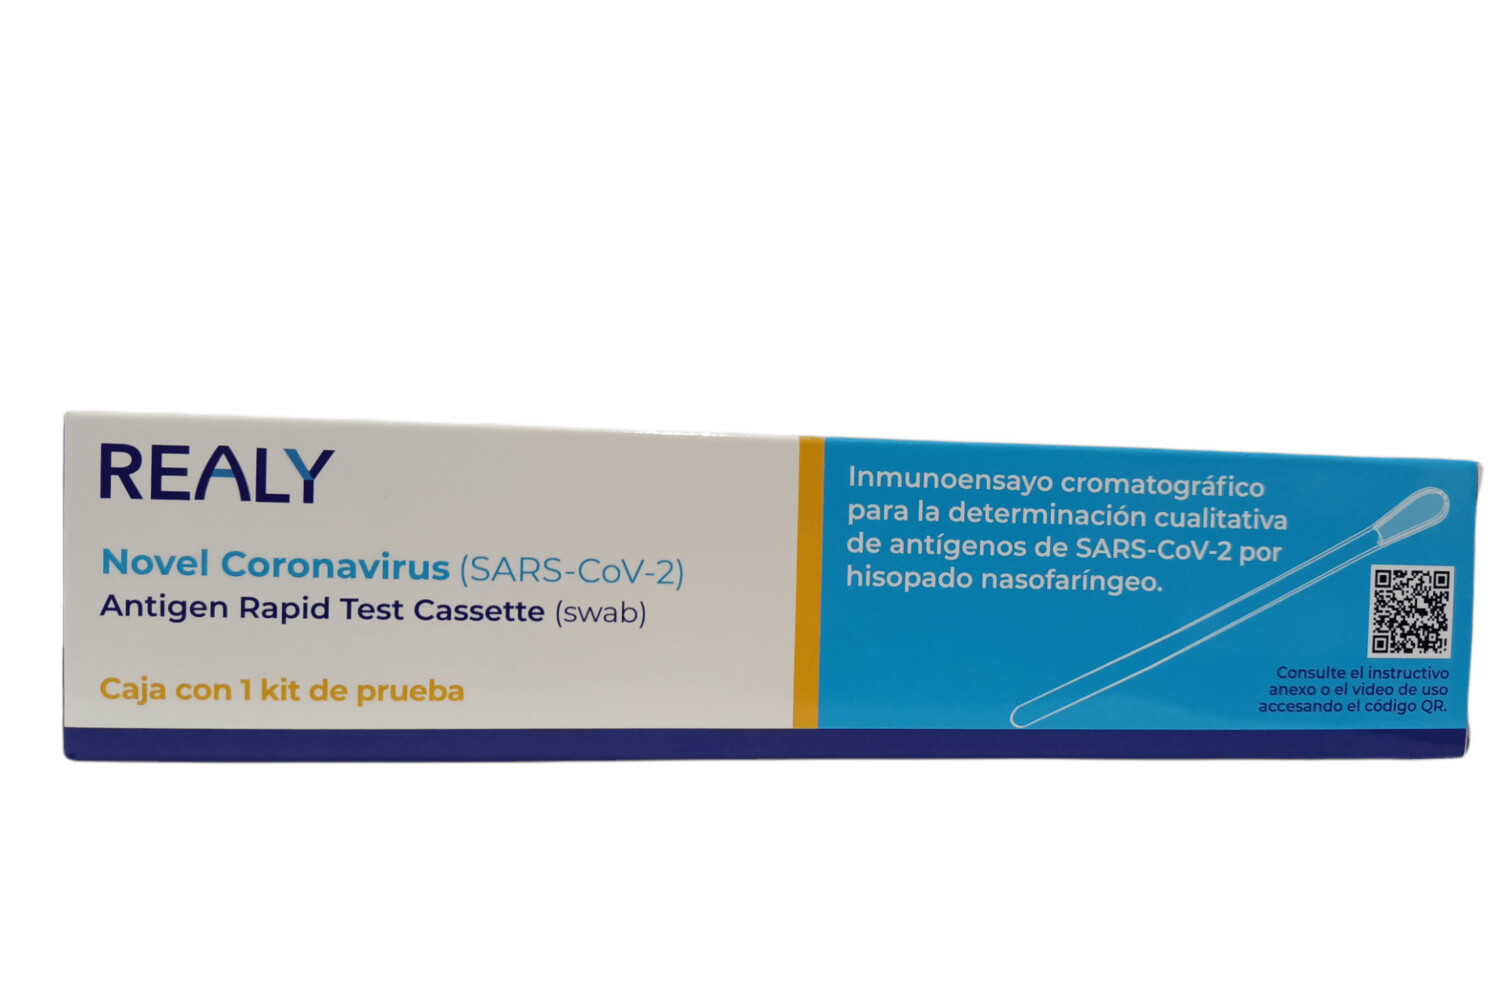 REALY
Novel Coronavirus (SARS-CoV-2)
Antigen Rapid Test Cassette (swab)
Caja con 1 kit de prueba
Inmunoensayo cromatográfico
para la determinación cualitativa
de antígenos de SARS-CoV-2 por
hisopado nasofaríngeo.
Consulte el instructivo
anexo o el video de uso
accesando el código QR.